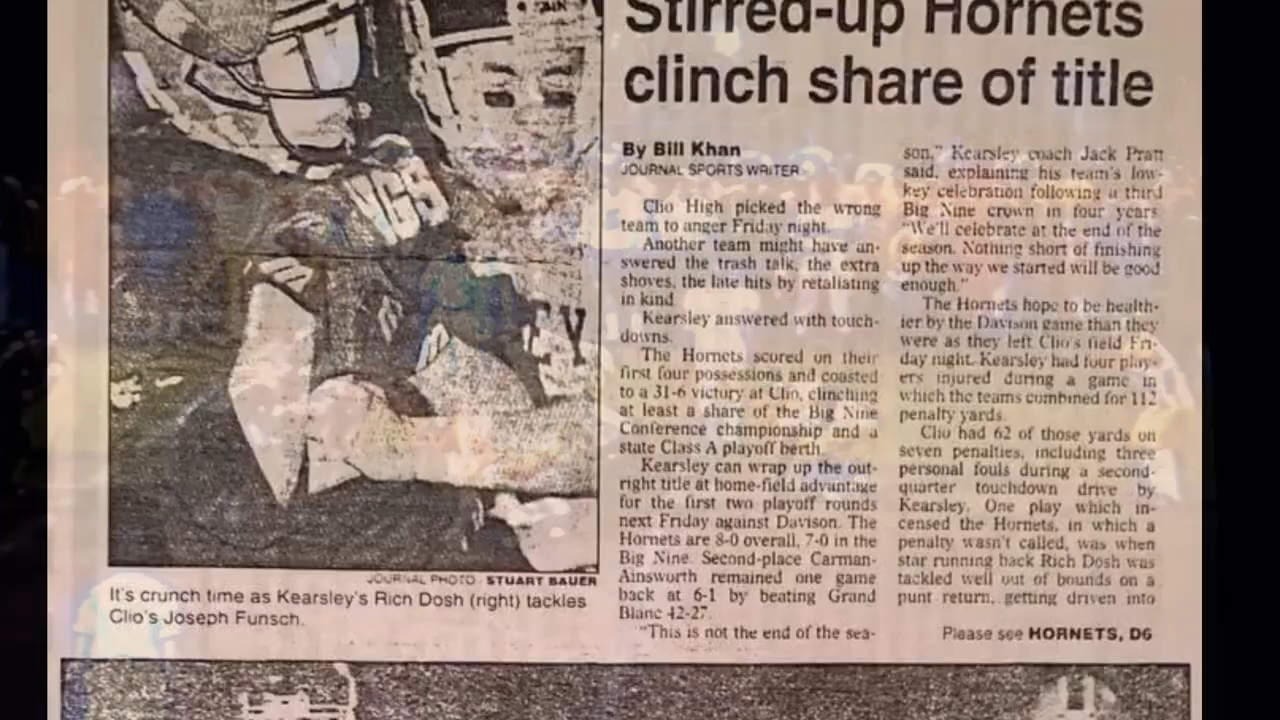 Stirred-up Hornets
clinch share of title
By Bill Khan
JOURNAL SPORTS WRITER
Clio High picked the wrong
team to anger Friday night.
Another team might have an-
swered the trash talk, the extra
shoves, the late hits by retaliating
in kind.
Kearsley answered with touch-
downs.
The Hornets scored on their
first four possessions and coasted
to a 31-6 victory at Clio, clinching
at least a share of the Big Nine
Conference championship and a
state Class A playoff berth.
Kearsley can wrap up the out-
right title at home-field advantage
for the first two playoff rounds
next Friday against Davison. The
Hornets are 8-0 overall, 7-0 in the
Big Nine. Second-place Carman-
Ainsworth remained one game
back at 6-1 by beating Grand
Blanc 42-27.
"This is not the end of the sea-
son," Kearsley coach Jack Pratt
said, explaining his team's low-
key celebration following a third
Big Nine crown in four years.
"We'll celebrate at the end of the
season. Nothing short of finishing
up the way we started will be good
enough."
The Hornets hope to be health-
ier by the Davison game than they
were as they left Clio's field Fri-
day night. Kearsley had four play-
ers injured during a game in
which the teams combined for 112
penalty yards.
Clio had 62 of those yards on
seven penalties, including three
personal fouls during a second-
quarter touchdown drive by
Kearsley. One play which in-
censed the Hornets, in which a
penalty wasn't called, was when
star running back Rich Dosh was
tackled well out of bounds on a
punt return, getting driven into
Please see HORNETS, D6
JOURNAL PHOTO / STUART BAUER
It's crunch time as Kearsley's Rich Dosh (right) tackles
Clio's Joseph Funsch.